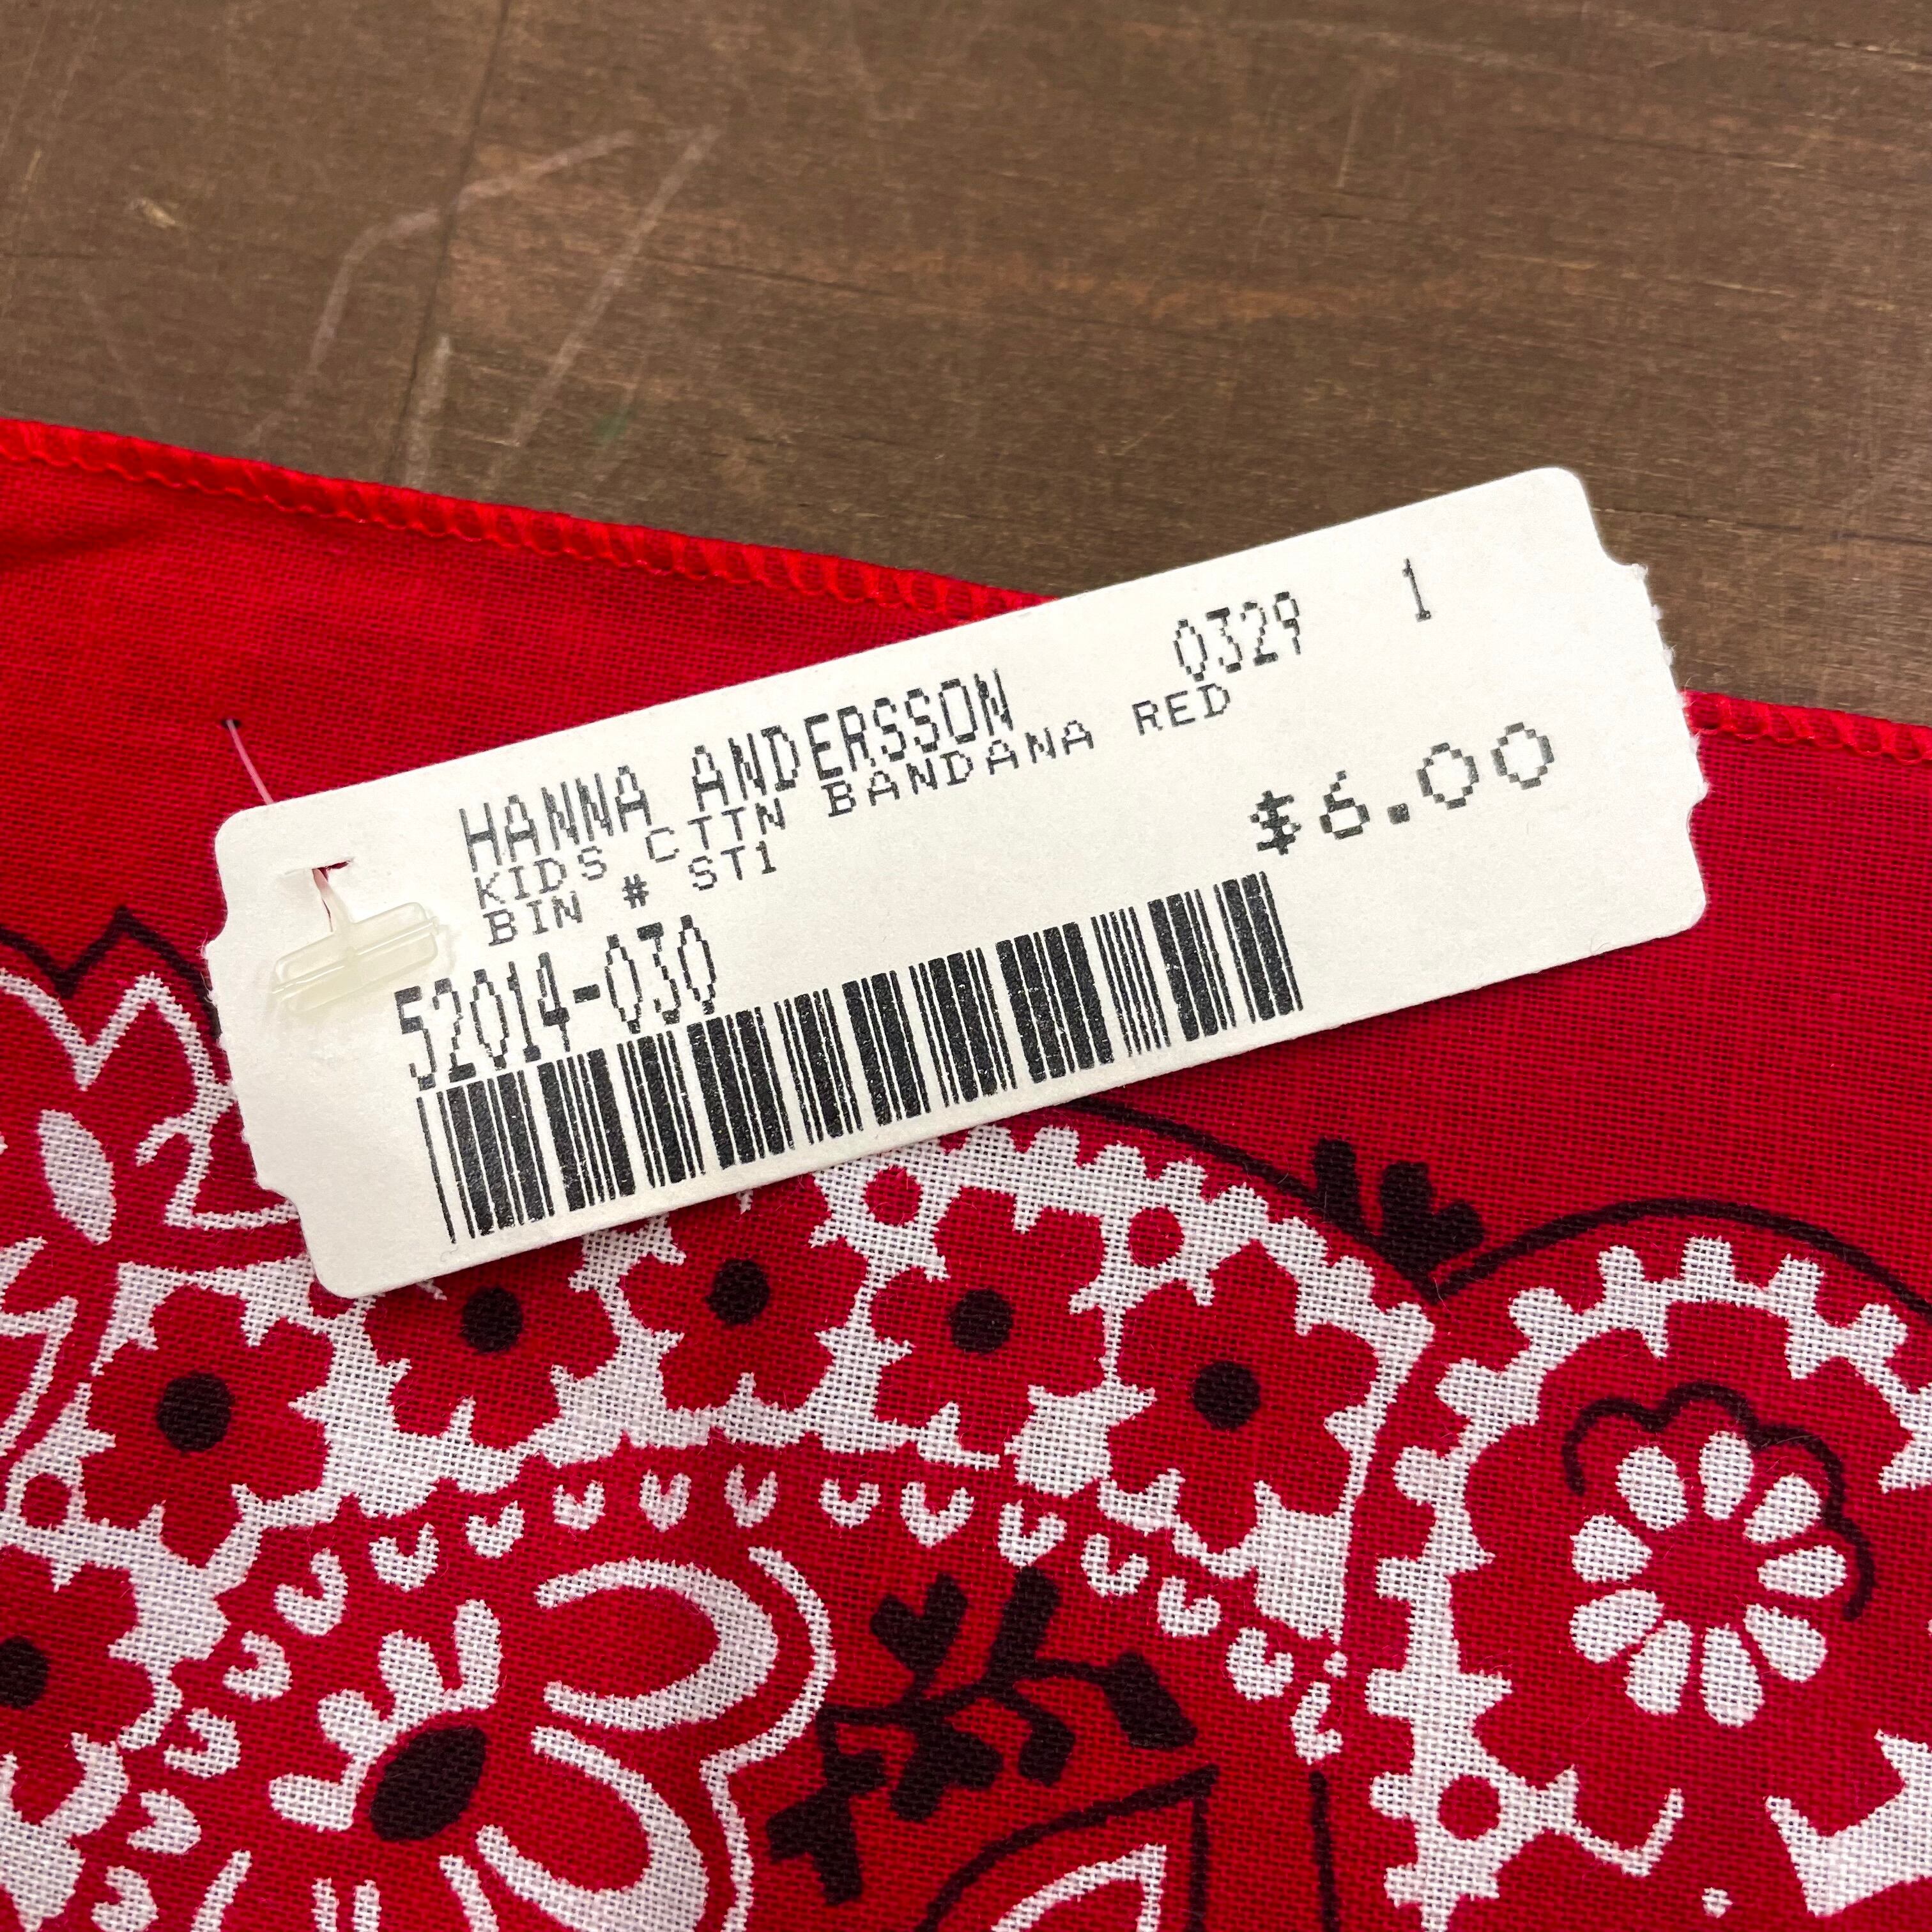 HANNA ANDERSSON 0329 1
KIDS CTTN BANDANA RED
BIN # ST1
$6.00
52014-030